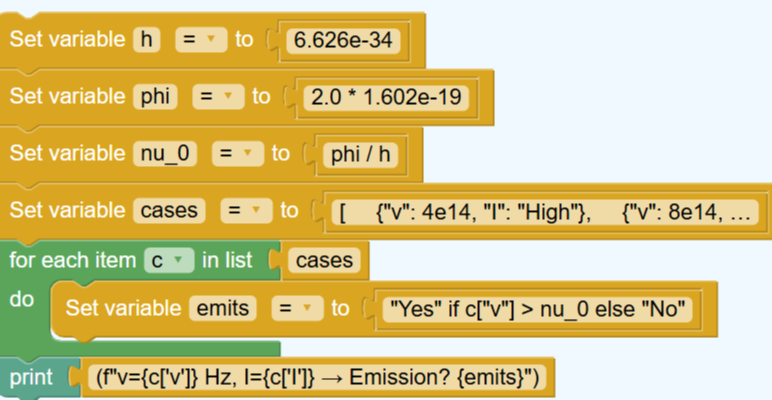 Set variable h = to 6.626e-34
Set variable phi = to 2.0 * 1.602e-19
Set variable nu_0 = to phi / h
Set variable cases = to [ {"v": 4e14, "I": "High"}, {"v": 8e14, ...
for each item c in list cases
do Set variable emits = to "Yes" if c["v"] > nu_0 else "No"
print (f"v={c['v']} Hz, I={c['I']} → Emission? {emits}")